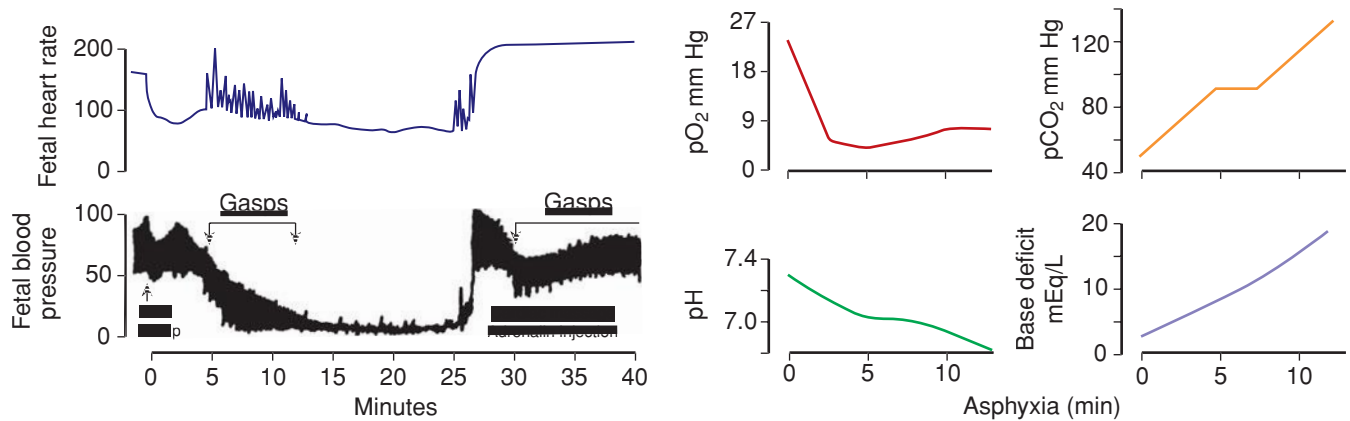 Fetal heart rate
200
100
0
Fetal blood
pressure
100
50
0
Gasps
Gasps
p
0
5
10
15
20
25
30
35
40
Minutes
pO2 mm Hg
27
18
9
0
pCO2 mm Hg
120
80
40
pH
7.4
7.0
0
5
10
Base deficit
mEq/L
20
10
0
0
5
10
Asphyxia (min)